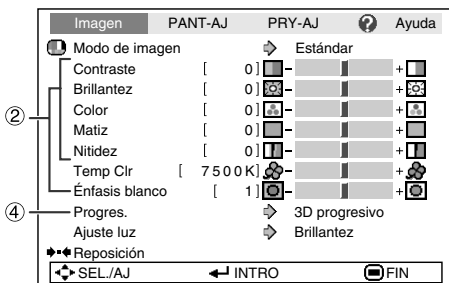 Imagen PANT-AJ PRY-AJ ? Ayuda
Modo de imagen Estándar
Contraste [ 0] - +
Brillantez [ 0] - +
② Color [ 0] - +
Matiz [ 0] - +
Nitidez [ 0] - +
Temp Clr [ 7500K] - +
Énfasis blanco [ 1] - +
④ Progres. 3D progresivo
Ajuste luz Brillantez
Reposición
SEL./AJ INTRO FIN